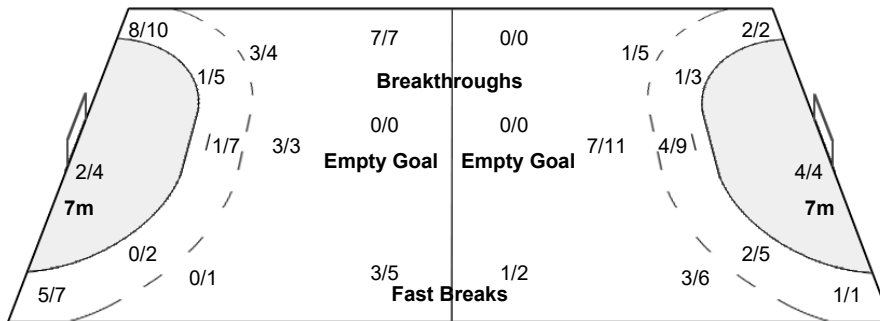 8/10 7/7 0/0 2/2
3/4 1/5
1/5 Breakthroughs 1/3
0/0 0/0
1/7 3/3 7/11 4/9
Empty Goal Empty Goal
2/4 4/4
7m 7m
0/2 2/5
0/1 3/5 1/2 3/6
5/7 Fast Breaks 1/1